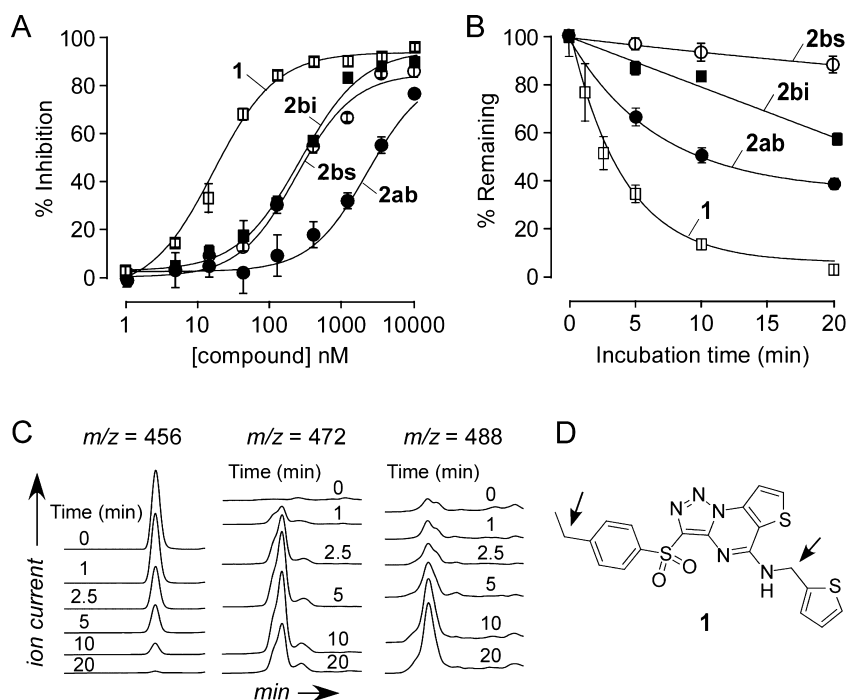 A
% Inhibition
100
80
60
40
20
0
1
2bi
2bs
2ab
1 10 100 1000 10000
[compound] nM
B
% Remaining
100
80
60
40
20
0
2bs
2bi
2ab
1
0 5 10 15 20
Incubation time (min)
C
m/z = 456 m/z = 472 m/z = 488
ion current
Time (min)
0
1
2.5
5
10
20
Time (min)
0
1
2.5
5
10
20
Time (min)
0
1
2.5
5
10
20
min
D
N N
N
N
S
O O
N
H
S
S
1